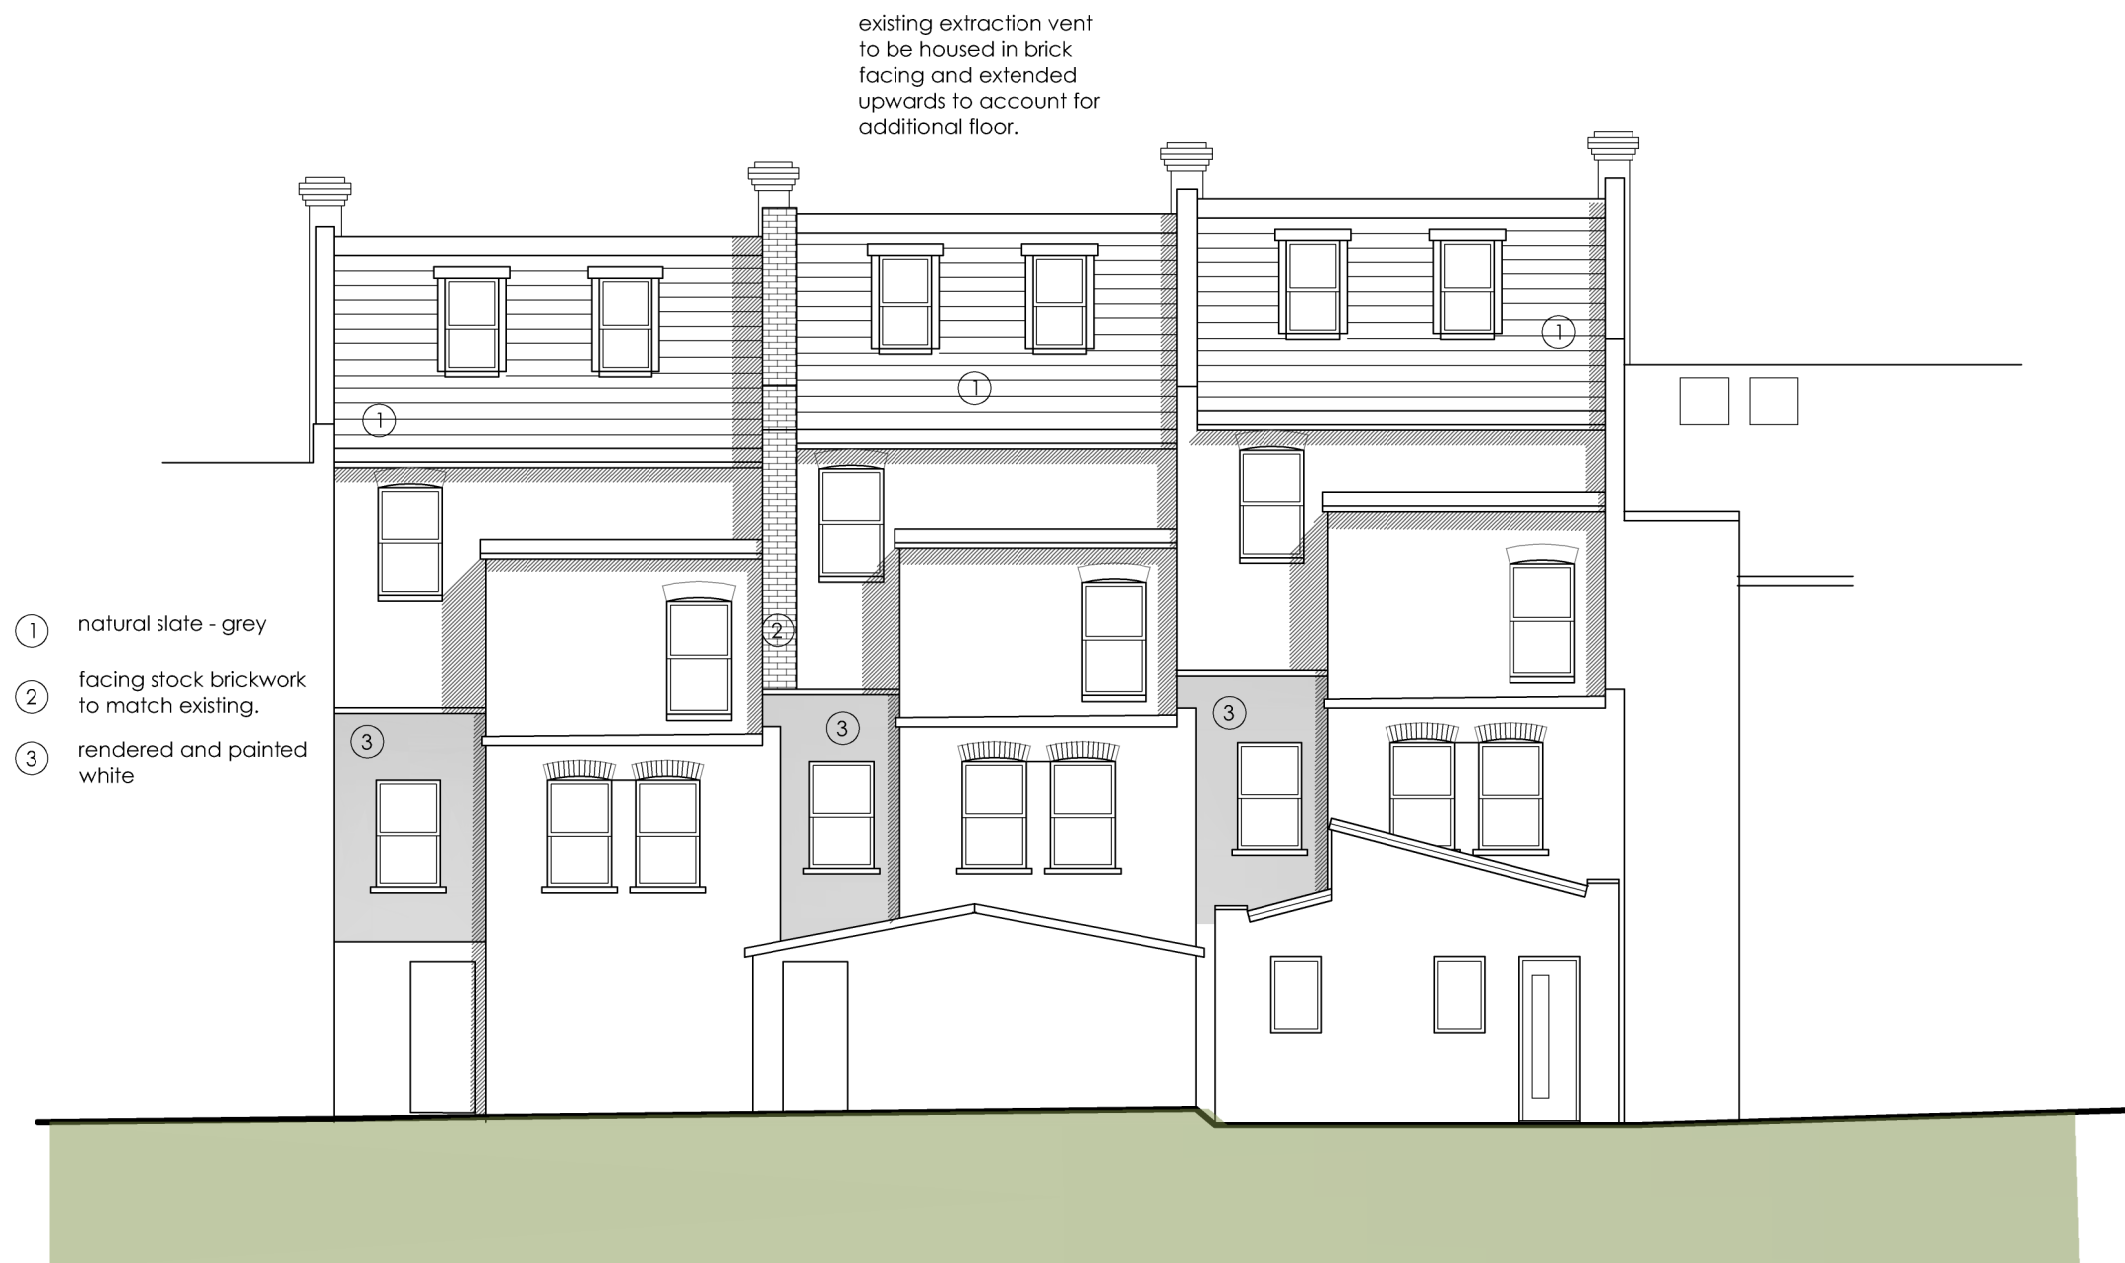 existing extraction vent
to be housed in brick
facing and extended
upwards to account for
additional floor.
1
1
1
2
1 natural slate - grey
2 facing stock brickwork
to match existing.
3 rendered and painted
white
3
3
3